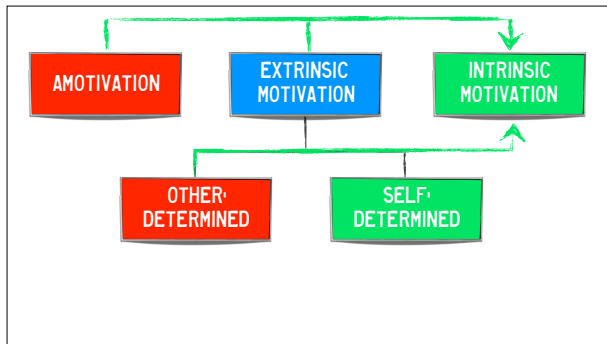 AMOTIVATION
EXTRINSIC
MOTIVATION
INTRINSIC
MOTIVATION
OTHER-
DETERMINED
SELF-
DETERMINED